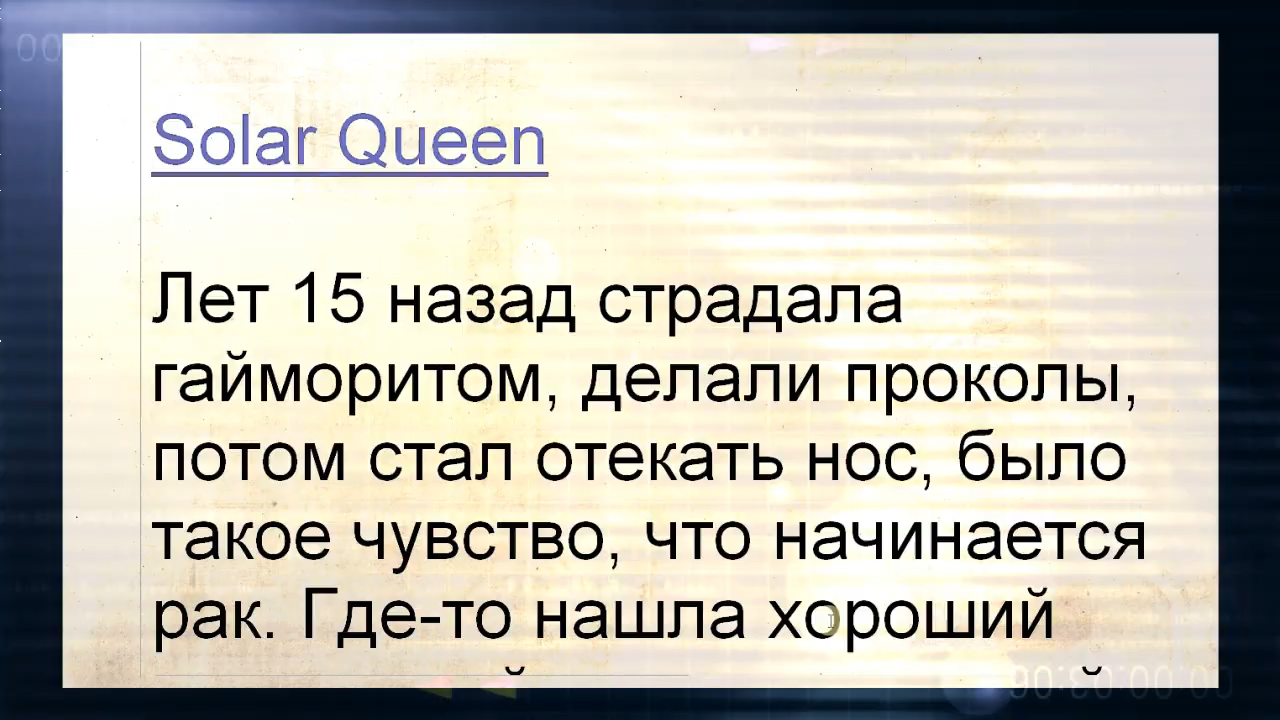 Solar Queen
Лет 15 назад страдала
гайморитом, делали проколы,
потом стал отекать нос, было
такое чувство, что начинается
рак. Где-то нашла хороший